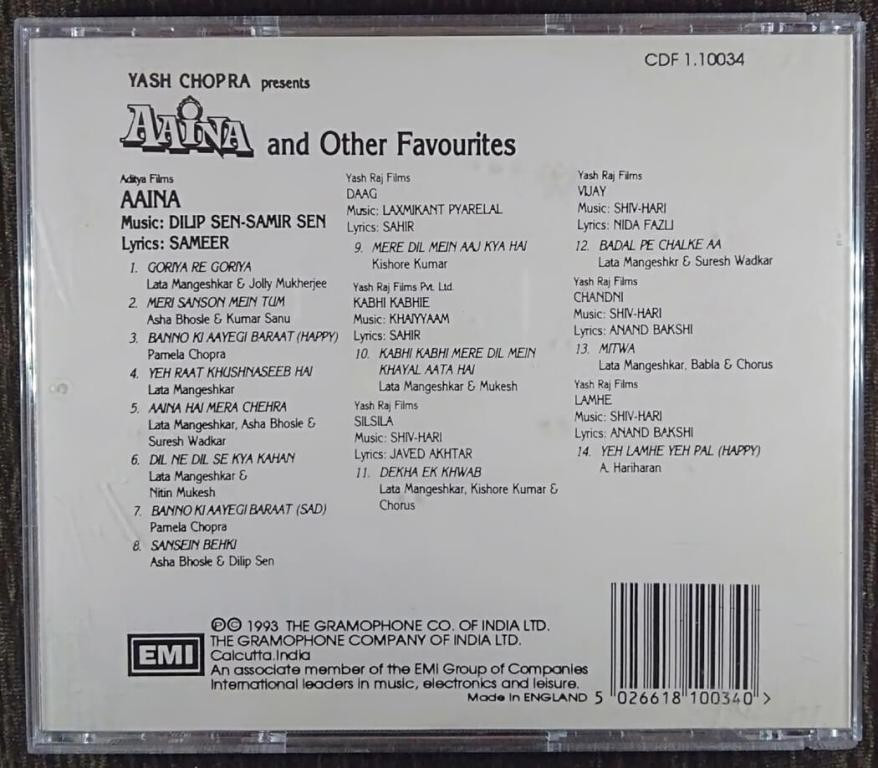 CDF 1.10034
YASH CHOPRA presents
AAINA and Other Favourites
Aditya Films
AAINA
Music: DILIP SEN-SAMIR SEN
Lyrics: SAMEER
1. GORIYA RE GORIYA
Lata Mangeshkar & Jolly Mukherjee
2. MERI SANSON MEIN TUM
Asha Bhosle & Kumar Sanu
3. BANNO KI AAYEGI BARAAT (HAPPY)
Pamela Chopra
4. YEH RAAT KHUSHNASEEB HAI
Lata Mangeshkar
5. AAINA HAI MERA CHEHRA
Lata Mangeshkar, Asha Bhosle &
Suresh Wadkar
6. DIL NE DIL SE KYA KAHAN
Lata Mangeshkar &
Nitin Mukesh
7. BANNO KI AAYEGI BARAAT (SAD)
Pamela Chopra
8. SANSEIN BEHKI
Asha Bhosle & Dilip Sen
Yash Raj Films
DAAG
Music: LAXMIKANT PYARELAL
Lyrics: SAHIR
9. MERE DIL MEIN AAJ KYA HAI
Kishore Kumar
Yash Raj Films Pvt. Ltd.
KABHI KABHIE
Music: KHAIYYAAM
Lyrics: SAHIR
10. KABHI KABHI MERE DIL MEIN
KHAYAL AATA HAI
Lata Mangeshkar & Mukesh
Yash Raj Films
SILSILA
Music: SHIV-HARI
Lyrics: JAVED AKHTAR
11. DEKHA EK KHWAB
Lata Mangeshkar, Kishore Kumar &
Chorus
Yash Raj Films
VIJAY
Music: SHIV-HARI
Lyrics: NIDA FAZLI
12. BADAL PE CHALKE AA
Lata Mangeshkr & Suresh Wadkar
Yash Raj Films
CHANDNI
Music: SHIV-HARI
Lyrics: ANAND BAKSHI
13. MITWA
Lata Mangeshkar, Babla & Chorus
Yash Raj Films
LAMHE
Music: SHIV-HARI
Lyrics: ANAND BAKSHI
14. YEH LAMHE YEH PAL (HAPPY)
A. Hariharan
EMI
℗© 1993 THE GRAMOPHONE CO. OF INDIA LTD.
THE GRAMOPHONE COMPANY OF INDIA LTD.
Calcutta.India
An associate member of the EMI Group of Companies
International leaders in music, electronics and leisure.
Made in ENGLAND
5 026618 100340 >